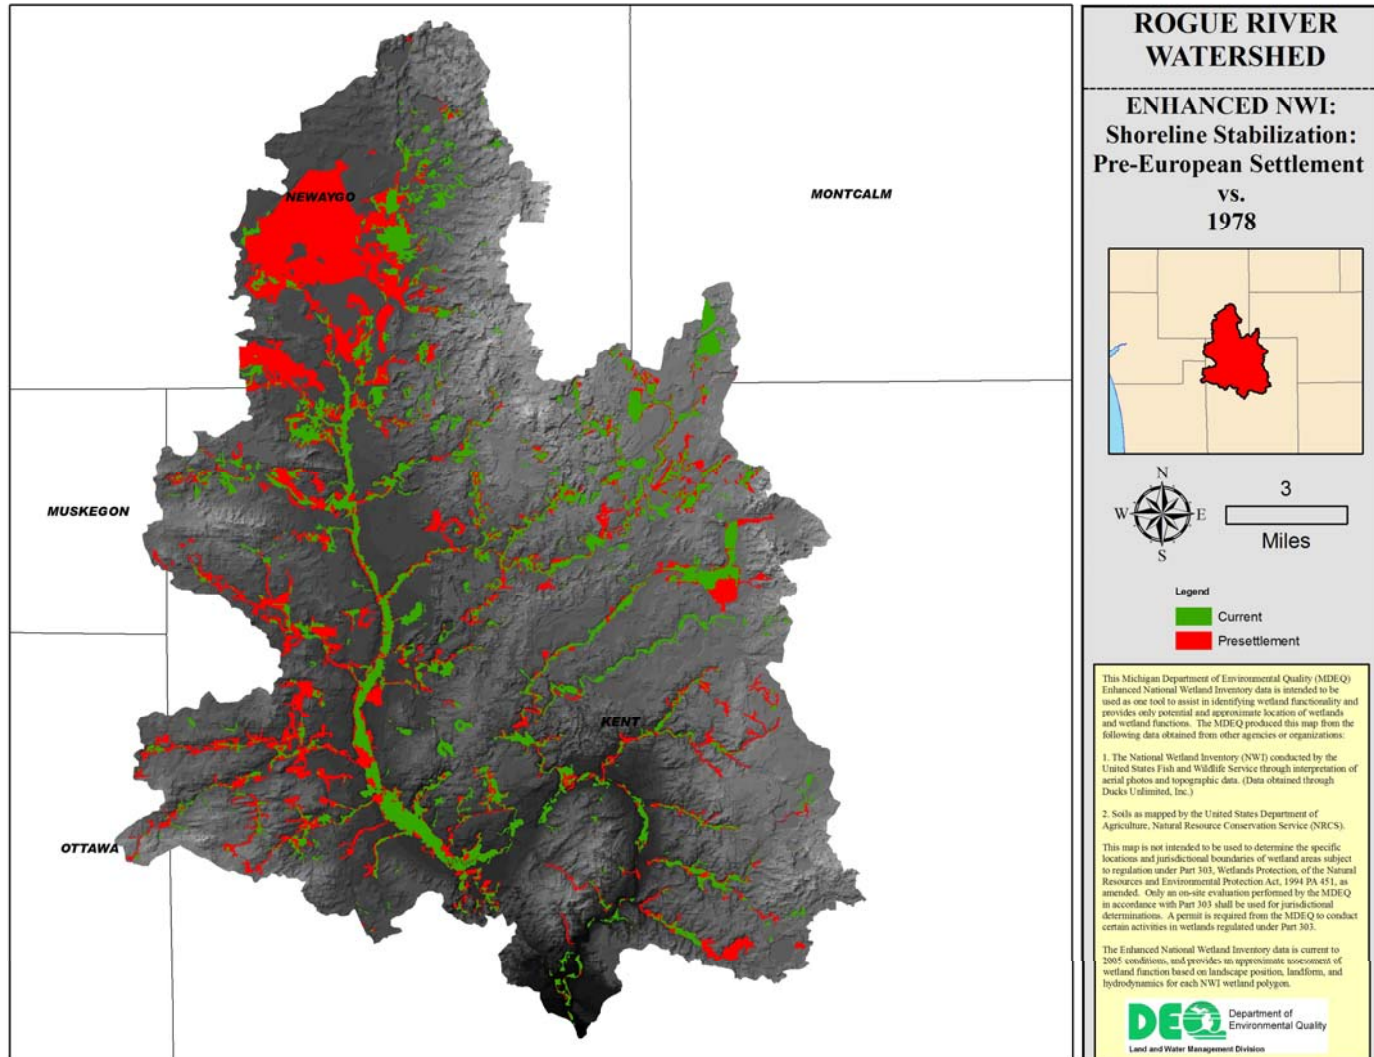 ROGUE RIVER
WATERSHED
ENHANCED NWI:
Shoreline Stabilization:
Pre-European Settlement
vs.
1978
NEWAYGO
MONTCALM
MUSKEGON
KENT
OTTAWA
N
W
E
S
3
Miles
Legend
Current
Presettlement
This Michigan Department of Environmental Quality (MDEQ)
Enhanced National Wetland Inventory data is intended to be
used as one tool to assist in identifying wetland functionality and
provides only potential and approximate location of wetlands
and wetland functions. The MDEQ produced this map from the
following data obtained from other agencies or organizations:
1. The National Wetland Inventory (NWI) conducted by the
United States Fish and Wildlife Service through interpretation of
aerial photos and topographic data. (Data obtained through
Ducks Unlimited, Inc.)
2. Soils as mapped by the United States Department of
Agriculture, Natural Resource Conservation Service (NRCS).
This map is not intended to be used to determine the specific
locations and jurisdictional boundaries of wetland areas subject
to regulation under Part 303, Wetlands Protection, of the Natural
Resources and Environmental Protection Act, 1994 PA 451, as
amended. Only an on-site evaluation performed by the MDEQ
in accordance with Part 303 shall be used for jurisdictional
determinations. A permit is required from the MDEQ to conduct
certain activities in wetlands regulated under Part 303.
The Enhanced National Wetland Inventory data is current to
2005 conditions, and provides an approximate assessment of
wetland function based on landscape position, landform, and
hydrodynamics for each NWI wetland polygon.
DEQ
Department of
Environmental Quality
Land and Water Management Division